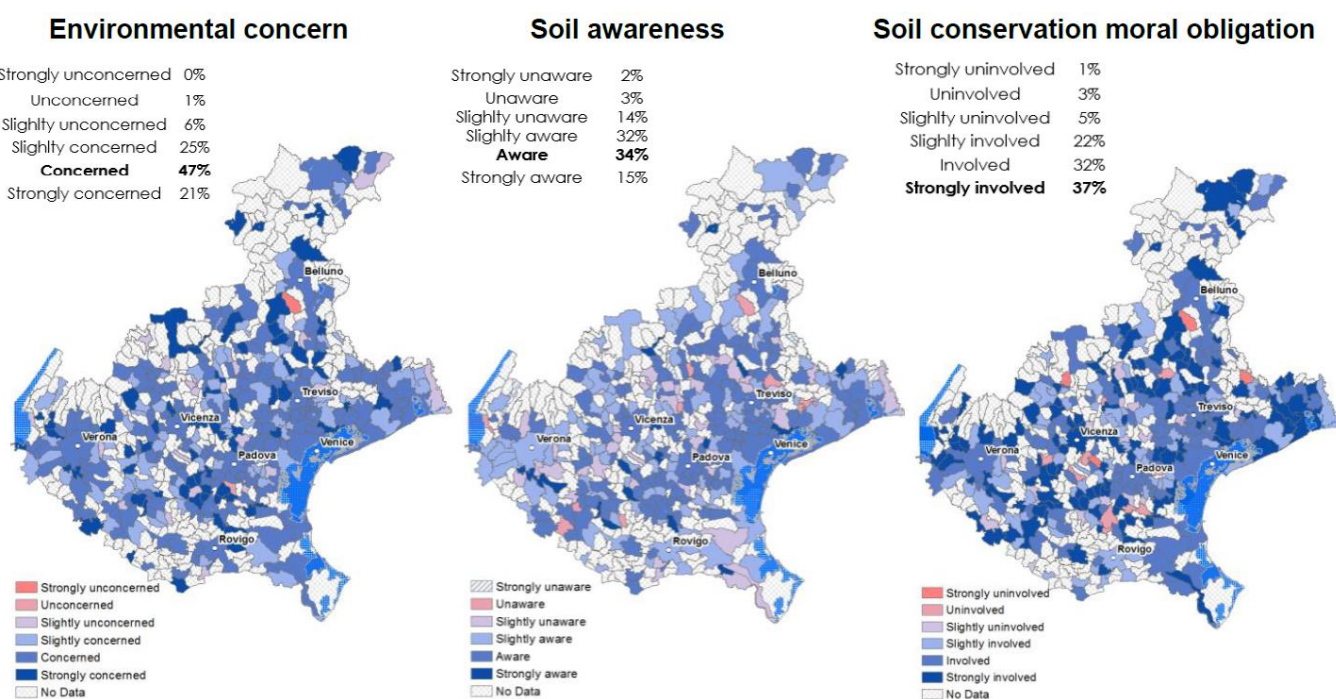 Environmental concern
Strongly unconcerned 0%
Unconcerned 1%
Slighlty unconcerned 6%
Slighlty concerned 25%
Concerned 47%
Strongly concerned 21%
Belluno
Treviso
Vicenza
Verona
Venice
Padova
Rovigo
Strongly unconcerned
Unconcerned
Slightly unconcerned
Slightly concerned
Concerned
Strongly concerned
No Data
Soil awareness
Strongly unaware 2%
Unaware 3%
Slighlty unaware 14%
Slighlty aware 32%
Aware 34%
Strongly aware 15%
Belluno
Treviso
Vicenza
Verona
Venice
Padova
Rovigo
Strongly unaware
Unaware
Slightly unaware
Slightly aware
Aware
Strongly aware
No Data
Soil conservation moral obligation
Strongly uninvolved 1%
Uninvolved 3%
Slighlty uninvolved 5%
Slighlty involved 22%
Involved 32%
Strongly involved 37%
Belluno
Treviso
Vicenza
Verona
Venice
Padova
Rovigo
Strongly uninvolved
Uninvolved
Slightly uninvolved
Slightly involved
Involved
Strongly involved
No Data